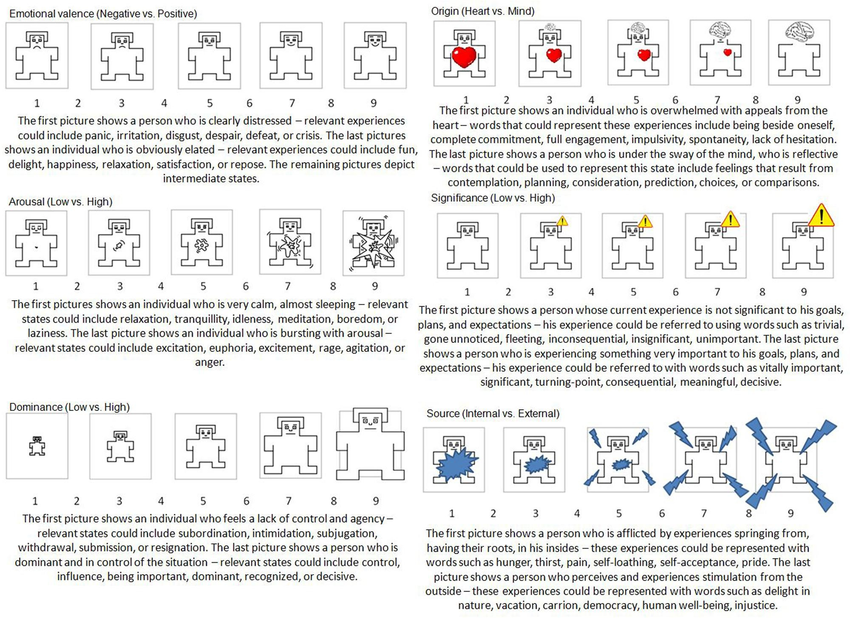 Emotional valence (Negative vs. Positive)
1 2 3 4 5 6 7 8 9
The first picture shows a person who is clearly distressed – relevant experiences
could include panic, irritation, disgust, despair, defeat, or crisis. The last pictures
shows an individual who is obviously elated – relevant experiences could include fun,
delight, happiness, relaxation, satisfaction, or repose. The remaining pictures depict
intermediate states.
Arousal (Low vs. High)
1 2 3 4 5 6 7 8 9
The first pictures shows an individual who is very calm, almost sleeping – relevant
states could include relaxation, tranquillity, idleness, meditation, boredom, or
laziness. The last picture shows an individual who is bursting with arousal –
relevant states could include excitation, euphoria, excitement, rage, agitation, or
anger.
Dominance (Low vs. High)
1 2 3 4 5 6 7 8 9
The first picture shows an individual who feels a lack of control and agency –
relevant states could include subordination, intimidation, subjugation,
withdrawal, submission, or resignation. The last picture shows a person who is
dominant and in control of the situation – relevant states could include control,
influence, being important, dominant, recognized, or decisive.
Origin (Heart vs. Mind)
1 2 3 4 5 6 7 8 9
The first picture shows an individual who is overwhelmed with appeals from the
heart – words that could represent these experiences include being beside oneself,
complete commitment, full engagement, impulsivity, spontaneity, lack of hesitation.
The last picture shows a person who is under the sway of the mind, who is reflective
– words that could be used to represent this state include feelings that result from
contemplation, planning, consideration, prediction, choices, or comparisons.
Significance (Low vs. High)
1 2 3 4 5 6 7 8 9
The first picture shows a person whose current experience is not significant to his goals,
plans, and expectations – his experience could be referred to using words such as trivial,
gone unnoticed, fleeting, inconsequential, insignificant, unimportant. The last picture
shows a person who is experiencing something very important to his goals, plans, and
expectations – his experience could be referred to with words such as vitally important,
significant, turning-point, consequential, meaningful, decisive.
Source (Internal vs. External)
1 2 3 4 5 6 7 8 9
The first picture shows a person who is afflicted by experiences springing from,
having their roots, in his insides – these experiences could be represented with
words such as hunger, thirst, pain, self-loathing, self-acceptance, pride. The last
picture shows a person who perceives and experiences stimulation from the
outside – these experiences could be represented with words such as delight in
nature, vacation, carrion, democracy, human well-being, injustice.